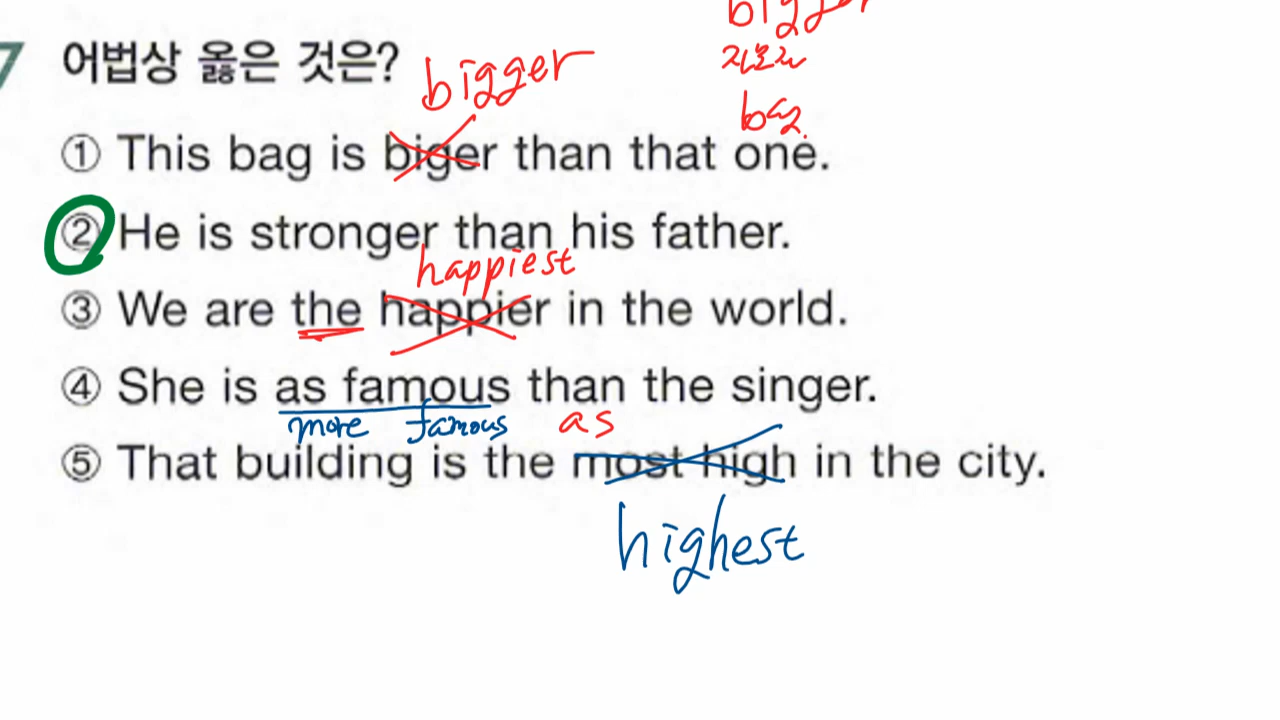 bigger
7 어법상 옳은 것은? bigger
bag
① This bag is biger than that one.
② He is stronger than his father.
happiest
③ We are the happier in the world.
④ She is as famous than the singer.
more famous as
⑤ That building is the most high in the city.
highest